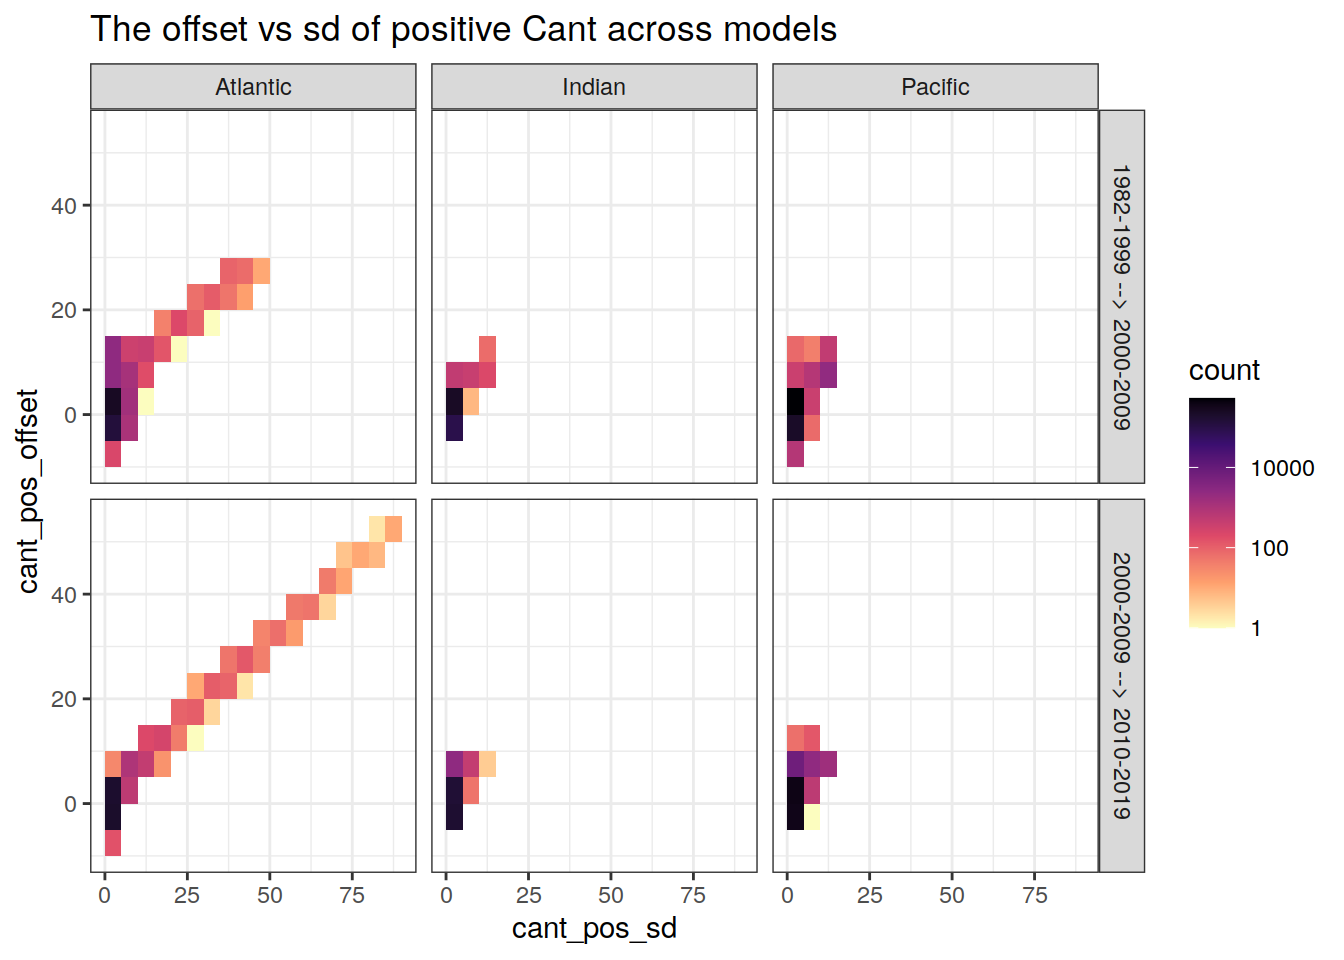 The offset vs sd of positive Cant across models
Atlantic
Indian
Pacific
1982-1999 --> 2000-2009
2000-2009 --> 2010-2019
cant_pos_offset
40
20
0
40
20
0
0 25 50 75
0 25 50 75
0 25 50 75
cant_pos_sd
count
10000
100
1